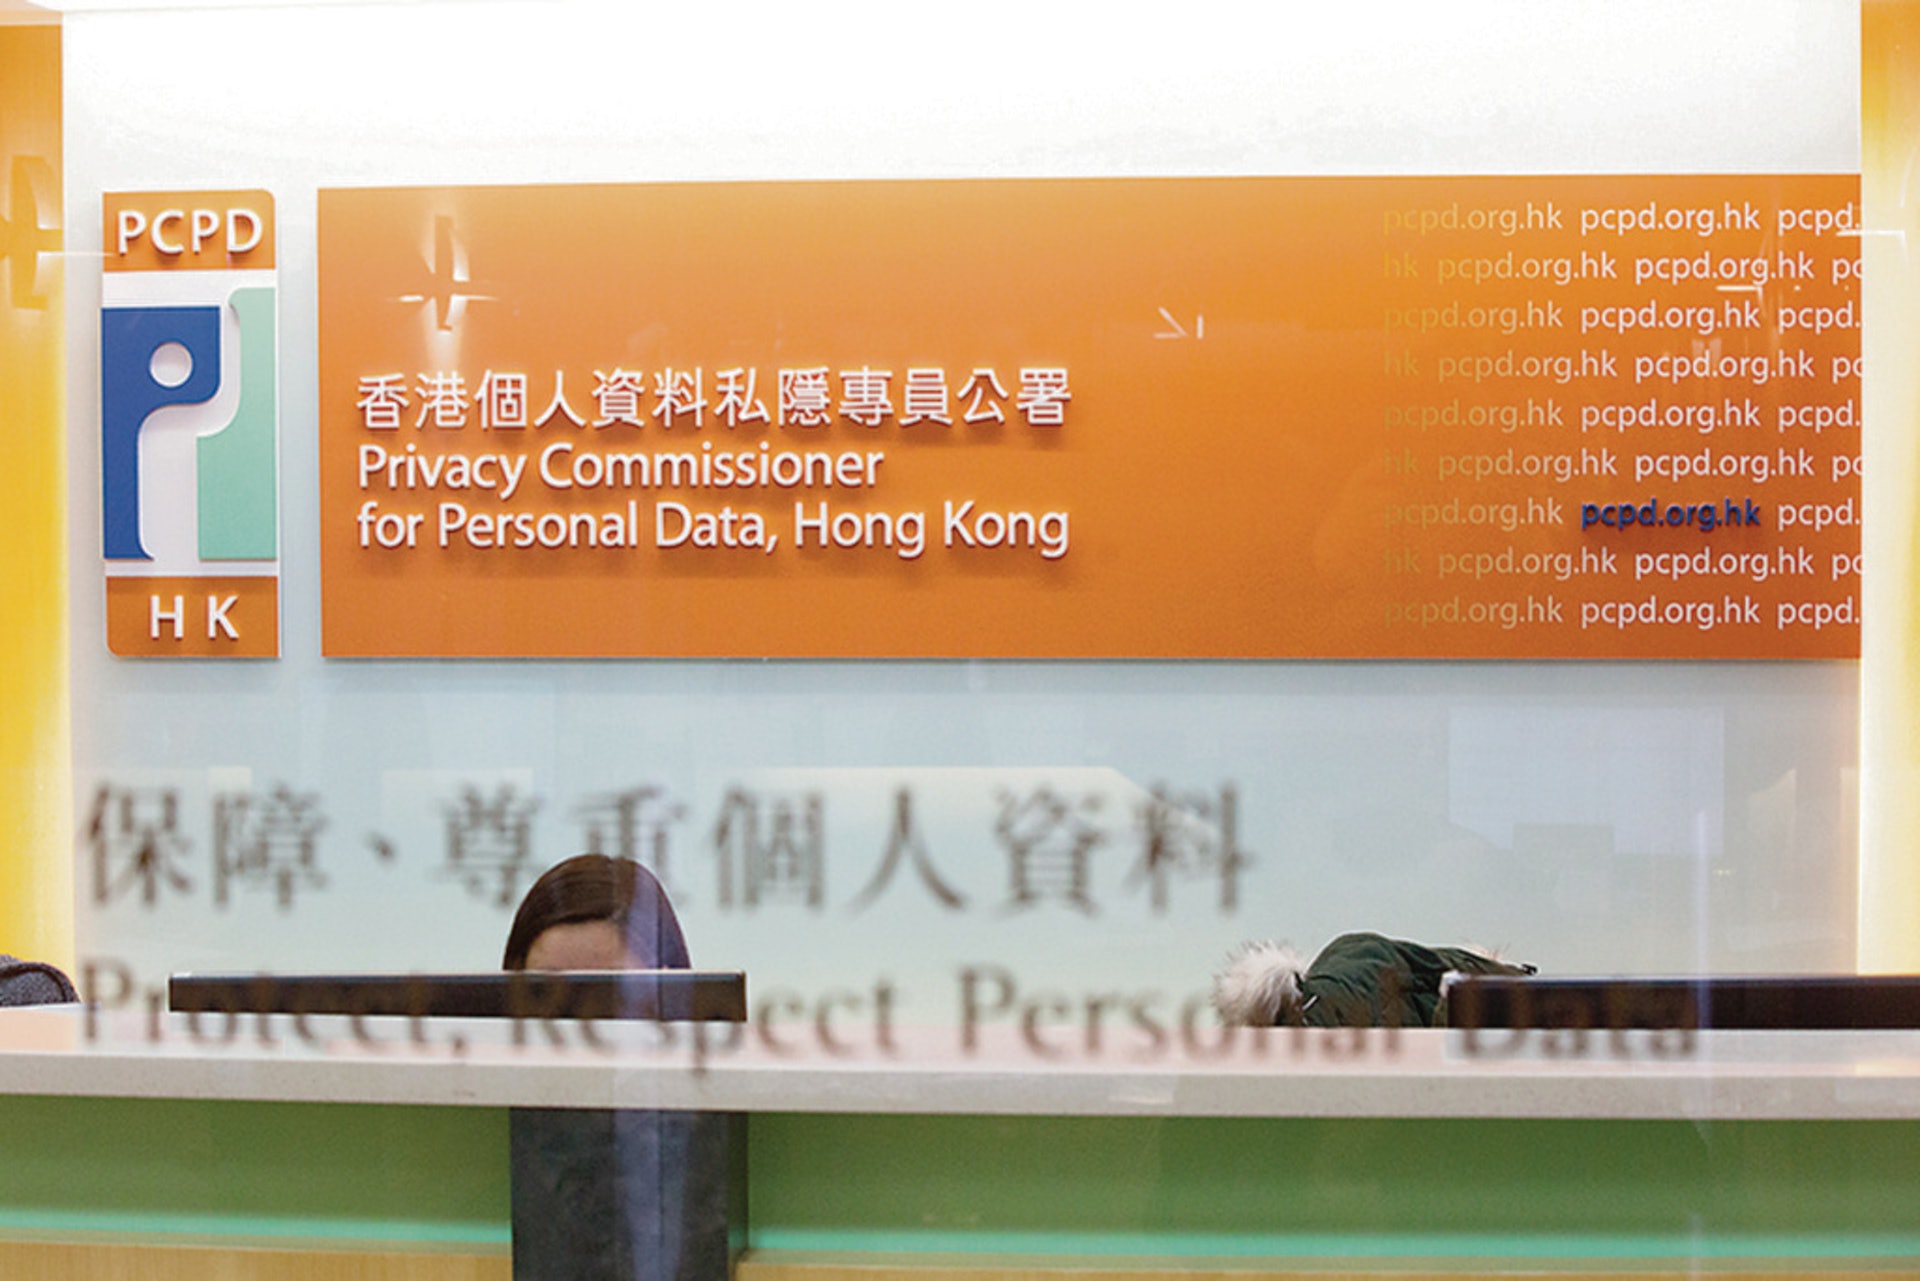 PCPD
HK
香港個人資料私隱專員公署
Privacy Commissioner
for Personal Data, Hong Kong
pcpd.org.hk pcpd.org.hk pcpd.
hk pcpd.org.hk pcpd.org.hk pc
pcpd.org.hk pcpd.org.hk pcpd.
hk pcpd.org.hk pcpd.org.hk pc
pcpd.org.hk pcpd.org.hk pcpd.
hk pcpd.org.hk pcpd.org.hk pc
pcpd.org.hk pcpd.org.hk pcpd.
hk pcpd.org.hk pcpd.org.hk pc
pcpd.org.hk pcpd.org.hk pcpd.
保障、尊重個人資料
Protect, Respect Personal Data